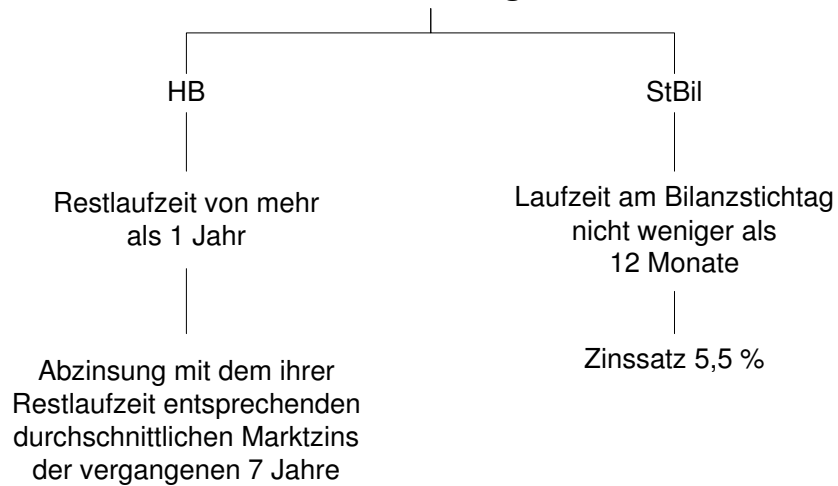 HB
Restlaufzeit von mehr
als 1 Jahr
Abzinsung mit dem ihrer
Restlaufzeit entsprechenden
durchschnittlichen Marktzins
der vergangenen 7 Jahre
StBil
Laufzeit am Bilanzstichtag
nicht weniger als
12 Monate
Zinssatz 5,5 %